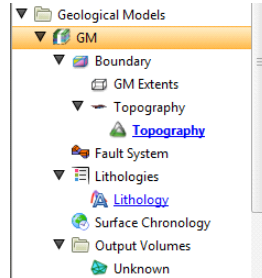 Geological Models
GM
Boundary
GM Extents
Topography
Topography
Fault System
Lithologies
Lithology
Surface Chronology
Output Volumes
Unknown